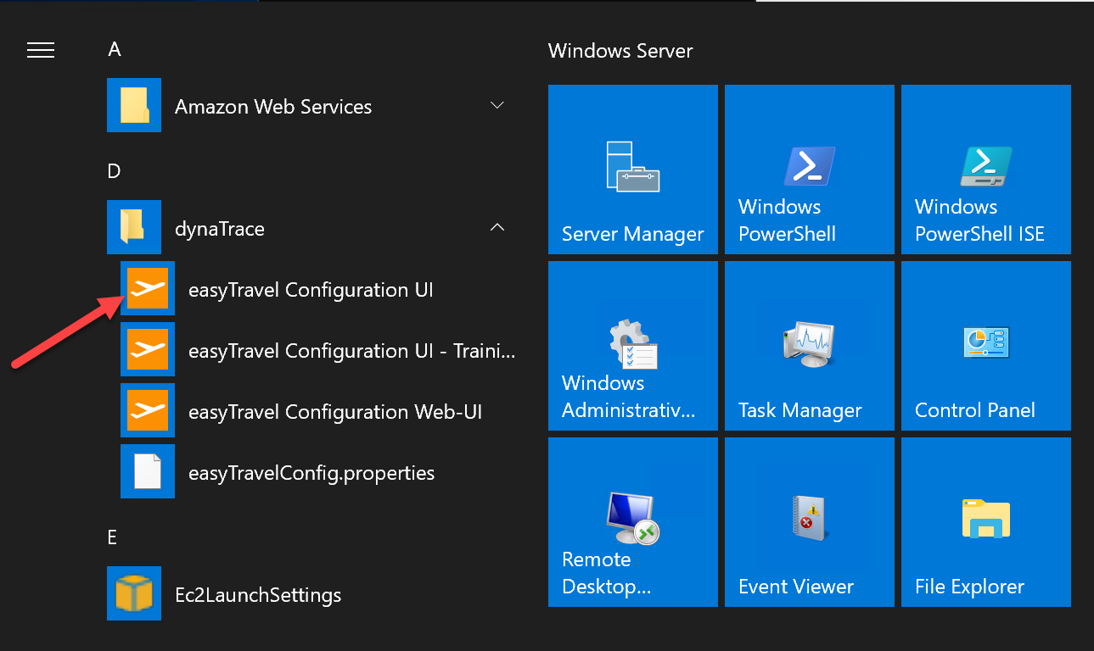 A
Amazon Web Services
D
dynaTrace
easyTravel Configuration UI
easyTravel Configuration UI - Traini...
easyTravel Configuration Web-UI
easyTravelConfig.properties
E
Ec2LaunchSettings
Windows Server
Server Manager
Windows
PowerShell
Windows
PowerShell ISE
Windows
Administrativ...
Task Manager
Control Panel
Remote
Desktop...
Event Viewer
File Explorer